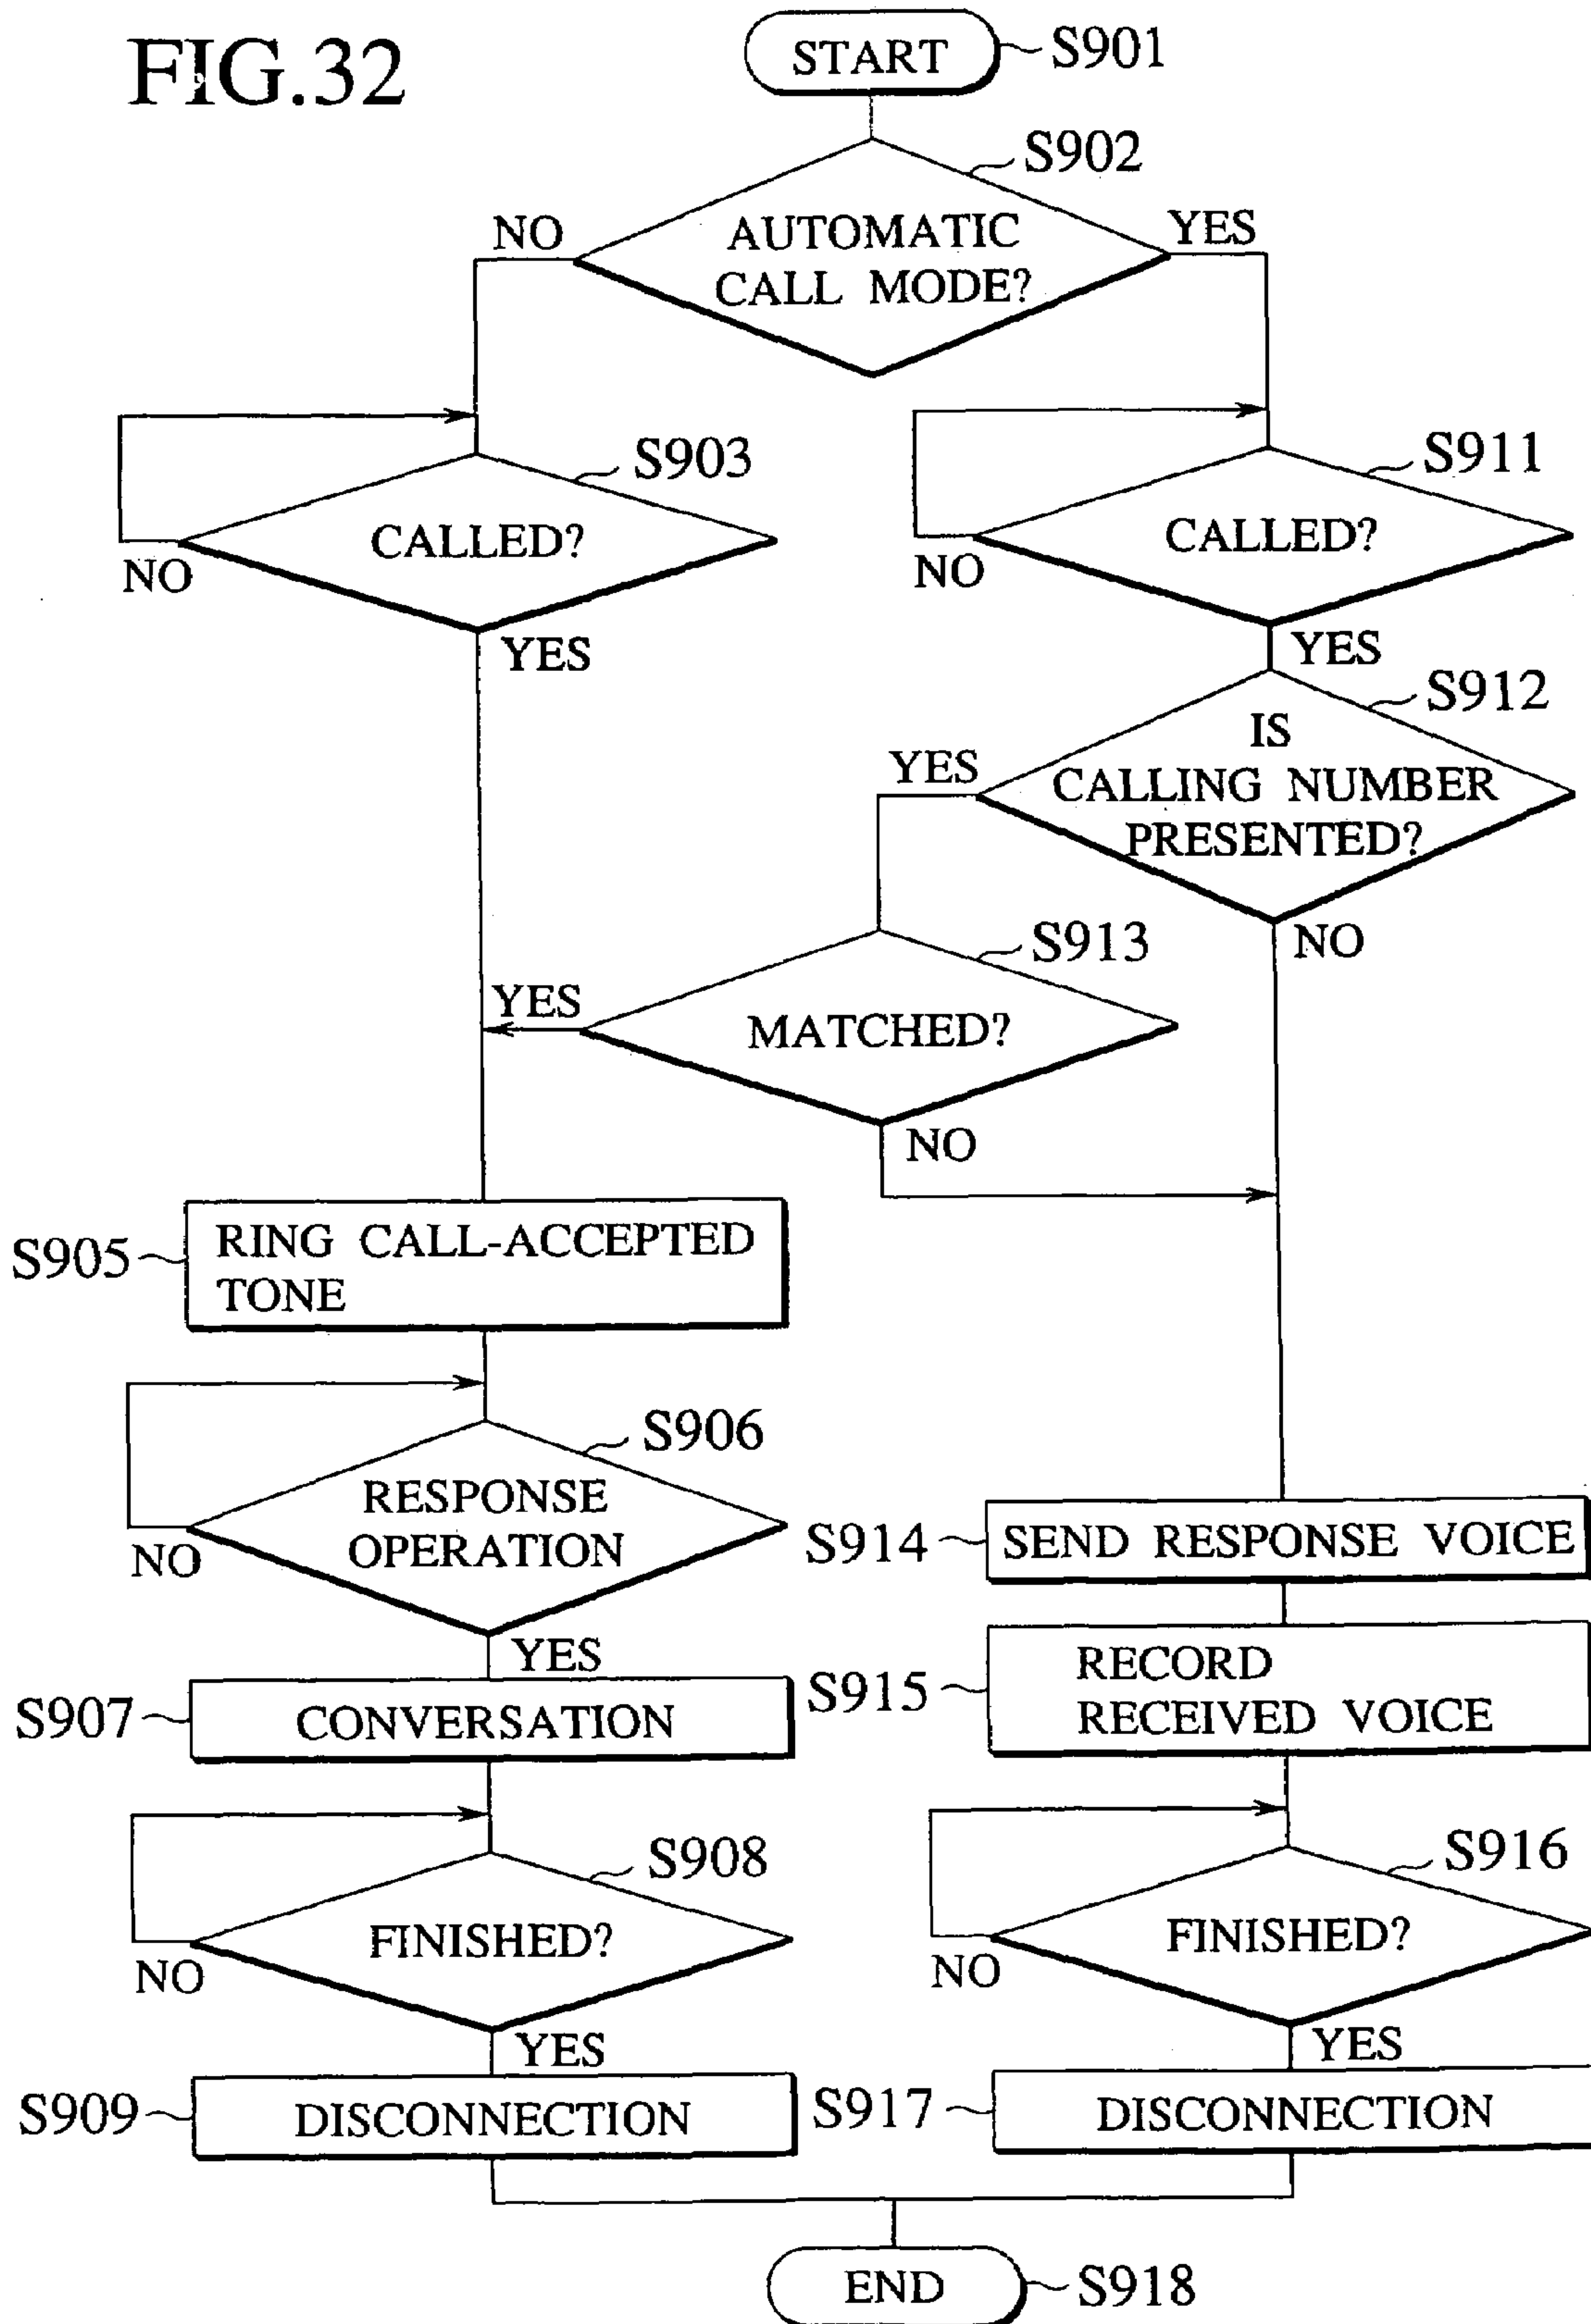 FIG.32
START
S901
S902
NO
AUTOMATIC
CALL MODE?
YES
S903
CALLED?
NO
YES
S911
CALLED?
NO
YES
S912
IS
CALLING NUMBER
PRESENTED?
YES
NO
S913
YES
MATCHED?
NO
S905
RING CALL-ACCEPTED
TONE
S906
RESPONSE
OPERATION
NO
YES
S914
SEND RESPONSE VOICE
S907
CONVERSATION
S915
RECORD
RECEIVED VOICE
S908
FINISHED?
NO
YES
S916
FINISHED?
NO
YES
S909
DISCONNECTION
S917
DISCONNECTION
END
S918